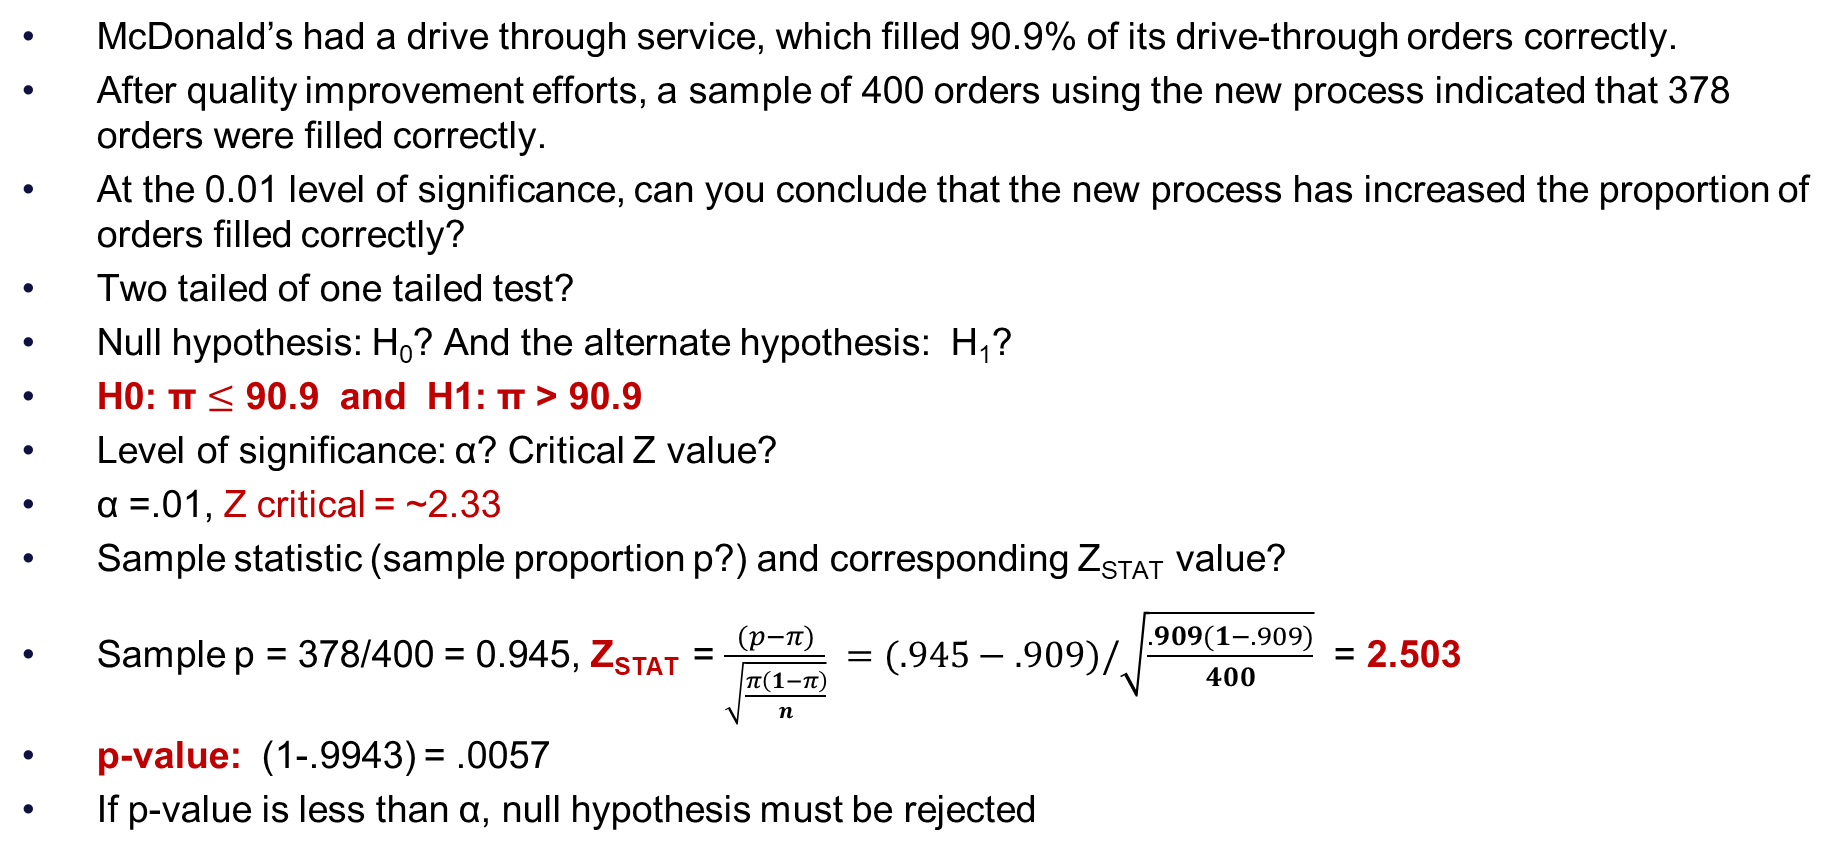 • McDonald’s had a drive through service, which filled 90.9% of its drive-through orders correctly.
• After quality improvement efforts, a sample of 400 orders using the new process indicated that 378
orders were filled correctly.
• At the 0.01 level of significance, can you conclude that the new process has increased the proportion of
orders filled correctly?
• Two tailed of one tailed test?
• Null hypothesis: H₀? And the alternate hypothesis:  H₁?
• H0: π ≤ 90.9  and  H1: π > 90.9
• Level of significance: α? Critical Z value?
• α =.01, Z critical = ~2.33
• Sample statistic (sample proportion p?) and corresponding Z_STAT value?
• Sample p = 378/400 = 0.945, Z_STAT = (p−π)/√(π(1−π)/n) = (.945 − .909)/√(.909(1−.909)/400) = 2.503
• p-value:  (1-.9943) = .0057
• If p-value is less than α, null hypothesis must be rejected